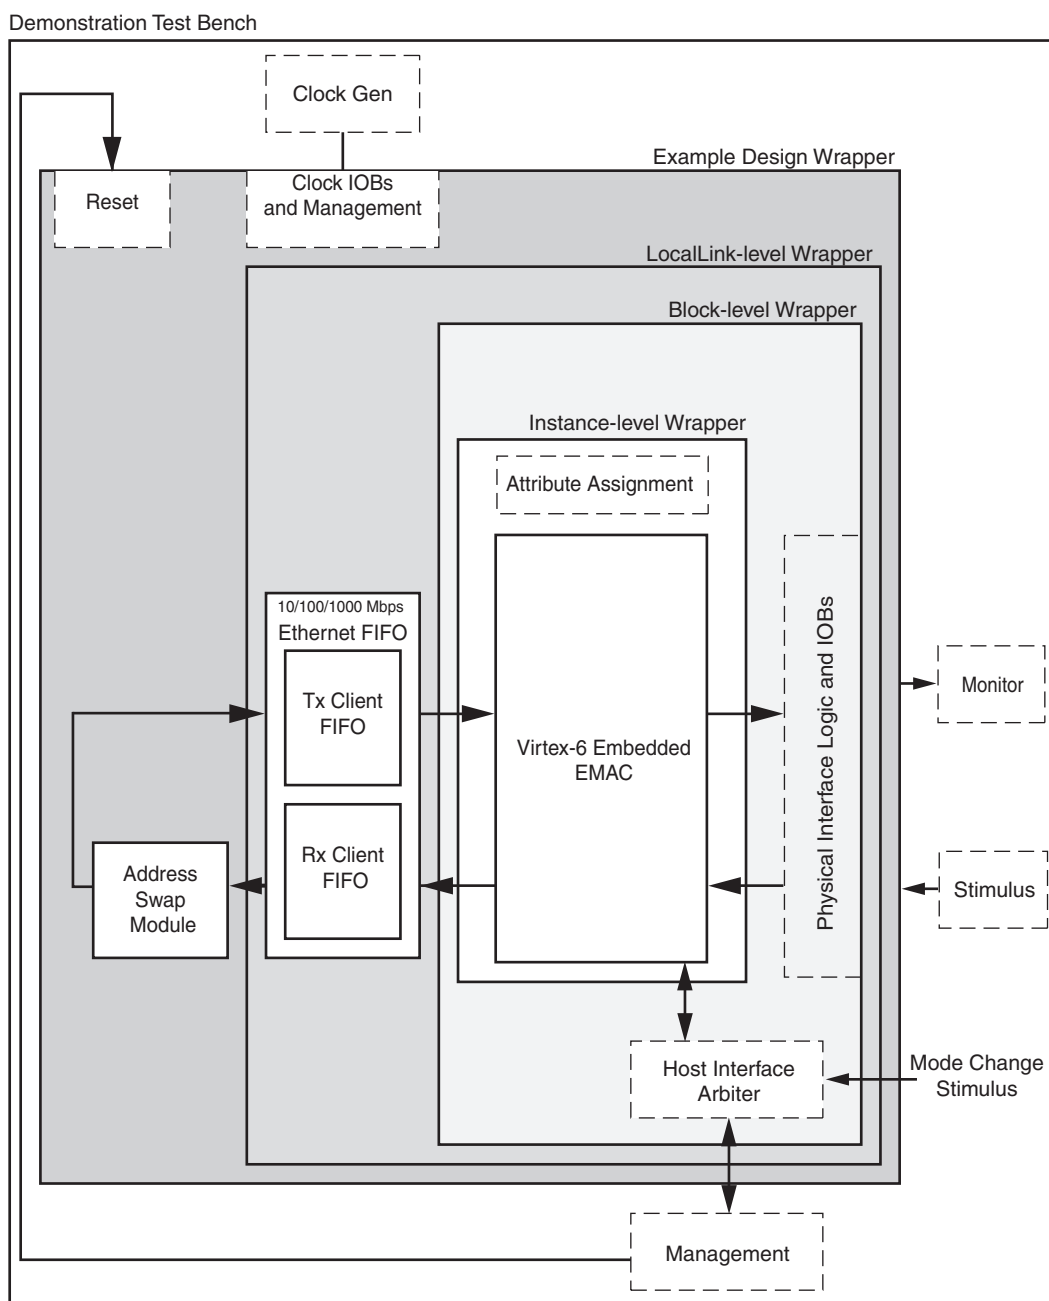 Demonstration Test Bench
Clock Gen
Example Design Wrapper
Reset
Clock IOBs
and Management
LocalLink-level Wrapper
Block-level Wrapper
Instance-level Wrapper
Attribute Assignment
10/100/1000 Mbps
Ethernet FIFO
Tx Client
FIFO
Virtex-6 Embedded
EMAC
Physical Interface Logic and IOBs
Monitor
Rx Client
FIFO
Address
Swap
Module
Stimulus
Host Interface
Arbiter
Mode Change
Stimulus
Management